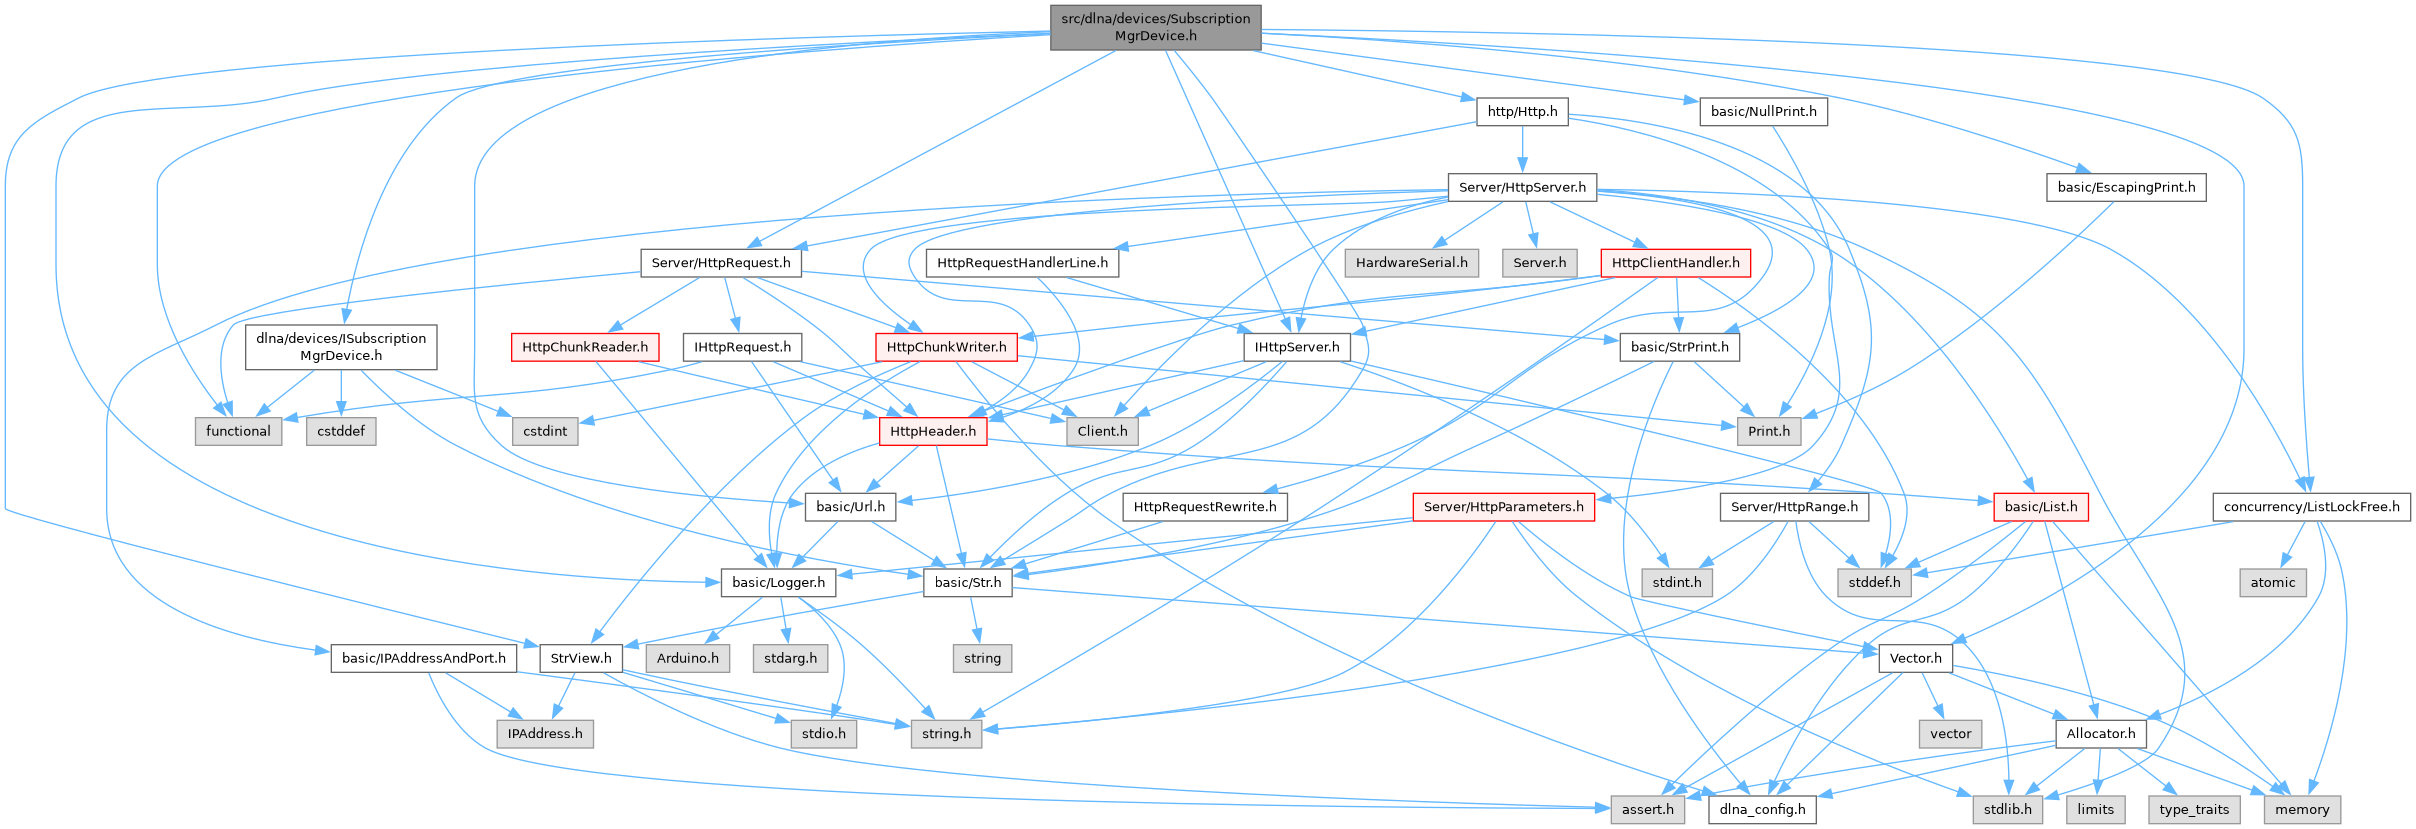 src/dlna/devices/Subscription
MgrDevice.h
http/Http.h
basic/NullPrint.h
Server/HttpServer.h
basic/EscapingPrint.h
Server/HttpRequest.h
HttpRequestHandlerLine.h
HardwareSerial.h
Server.h
HttpClientHandler.h
dlna/devices/ISubscription
MgrDevice.h
HttpChunkReader.h
IHttpRequest.h
HttpChunkWriter.h
IHttpServer.h
basic/StrPrint.h
functional
cstddef
cstdint
HttpHeader.h
Client.h
Print.h
basic/Url.h
HttpRequestRewrite.h
Server/HttpParameters.h
Server/HttpRange.h
basic/List.h
concurrency/ListLockFree.h
basic/Logger.h
basic/Str.h
stdint.h
stddef.h
atomic
basic/IPAddressAndPort.h
StrView.h
Arduino.h
stdarg.h
string
Vector.h
IPAddress.h
stdio.h
string.h
vector
Allocator.h
assert.h
dlna_config.h
stdlib.h
limits
type_traits
memory